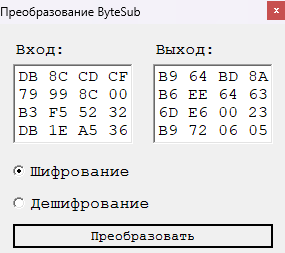 Преобразование ByteSub
x
Вход: Выход:
DB 8C CD CF B9 64 BD 8A
79 99 8C 00 B6 EE 64 63
B3 F5 52 32 6D E6 00 23
DB 1E A5 36 B9 72 06 05
Шифрование
Дешифрование
Преобразовать